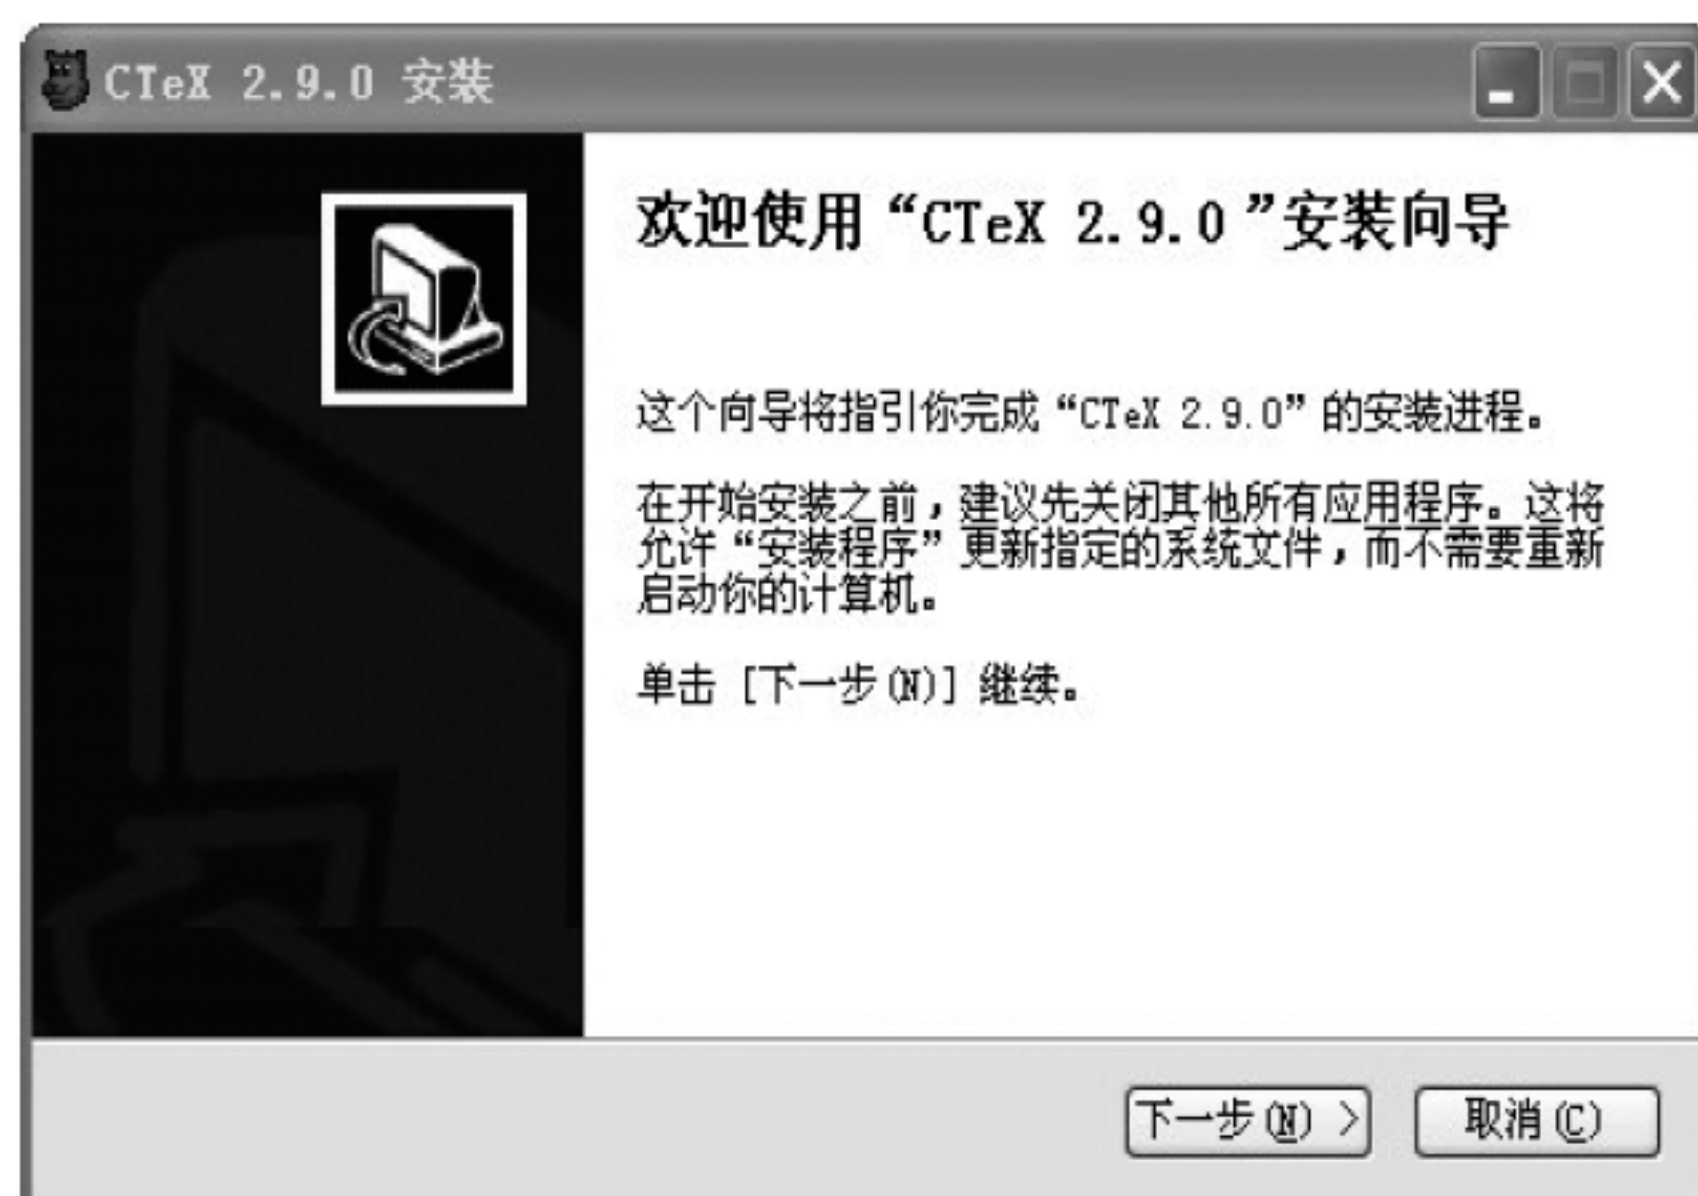 CTeX 2.9.0 安装
欢迎使用“CTeX 2.9.0”安装向导
这个向导将指引你完成“CTeX 2.9.0”的安装进程。
在开始安装之前，建议先关闭其他所有应用程序。这将
允许“安装程序”更新指定的系统文件，而不需要重新
启动你的计算机。
单击 [下一步(N)] 继续。
下一步(N) >
取消(C)